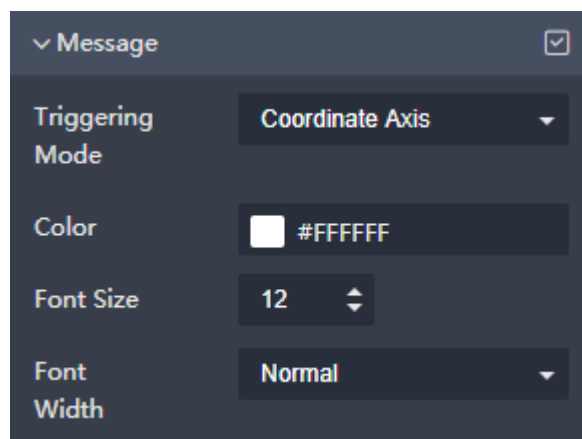 Message
Triggering Coordinate Axis
Mode
Color #FFFFFF
Font Size 12
Font Normal
Width